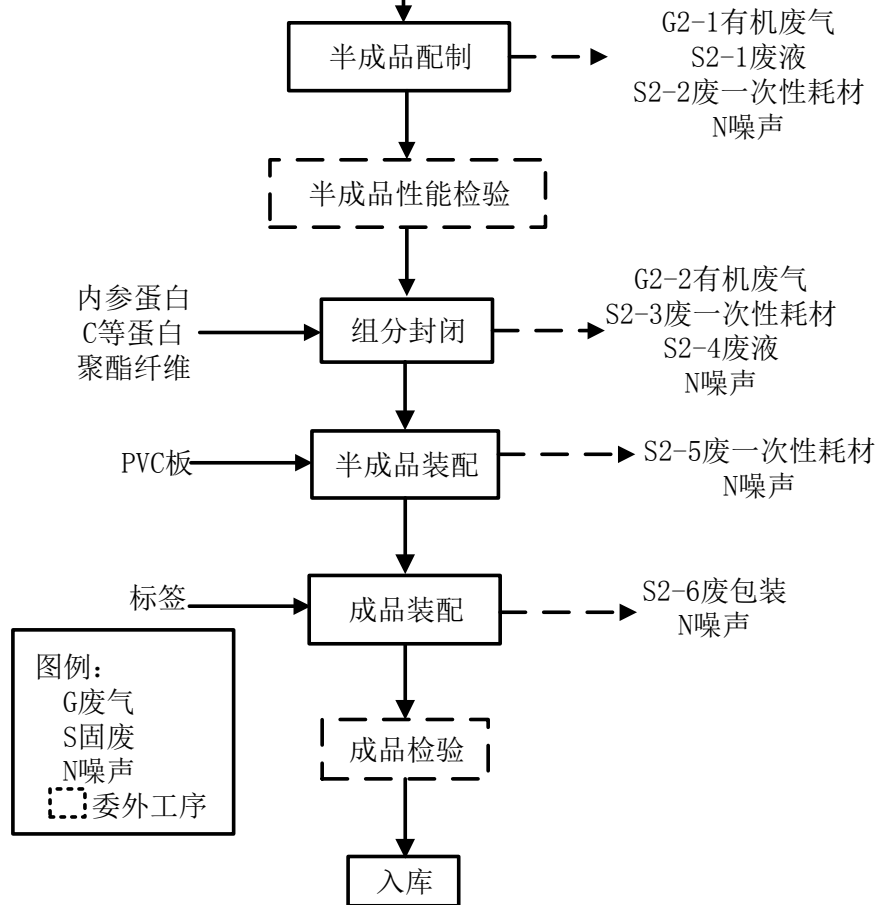 半成品配制
G2-1有机废气
S2-1废液
S2-2废一次性耗材
N噪声
半成品性能检验
内参蛋白
C等蛋白
聚酯纤维
组分封闭
G2-2有机废气
S2-3废一次性耗材
S2-4废液
N噪声
PVC板
半成品装配
S2-5废一次性耗材
N噪声
标签
成品装配
S2-6废包装
N噪声
图例：
G废气
S固废
N噪声
委外工序
成品检验
入库